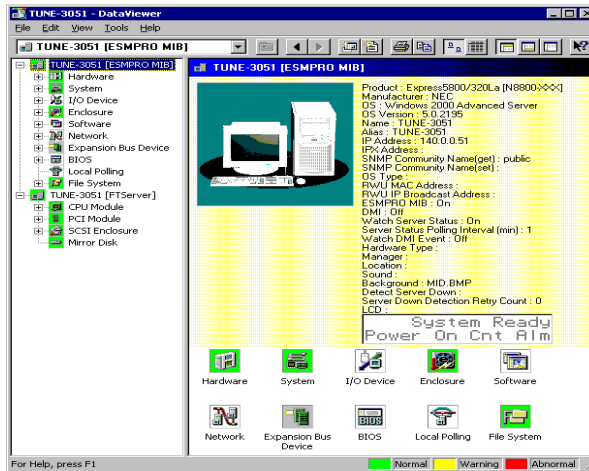 TUNE-3051 - DataViewer
File Edit View Tools Help
TUNE-3051 [ESMPRO MIB]
TUNE-3051 [ESMPRO MIB]
Hardware
System
I/O Device
Enclosure
Software
Network
Expansion Bus Device
BIOS
Local Polling
File System
TUNE-3051 [FTServer]
CPU Module
PCI Module
SCSI Enclosure
Mirror Disk
TUNE-3051 [ESMPRO MIB]
Product : Express5800/320La [N8800-XXX]
Manufacturer : NEC
OS : Windows 2000 Advanced Server
OS Version : 5.0.2195
Name : TUNE-3051
Alias : TUNE-3051
IP Address : 140.0.0.51
IPX Address :
SNMP Community Name(get) : public
SNMP Community Name(set) :
OS Type :
RWU MAC Address :
RWU IP Broadcast Address :
ESMPRO MIB : On
DMI : Off
Watch Server Status : On
Server Status Polling Interval (min) : 1
Watch DMI Event : Off
Hardware Type :
Manager :
Location :
Sound :
Background : MID.BMP
Detect Server Down :
Server Down Detection Retry Count : 0
LCD :
System Ready
Power On Cnt Alm
Hardware System I/O Device Enclosure Software
BIOS
Network Expansion Bus Device BIOS Local Polling File System
For Help, press F1 Normal Warning Abnormal